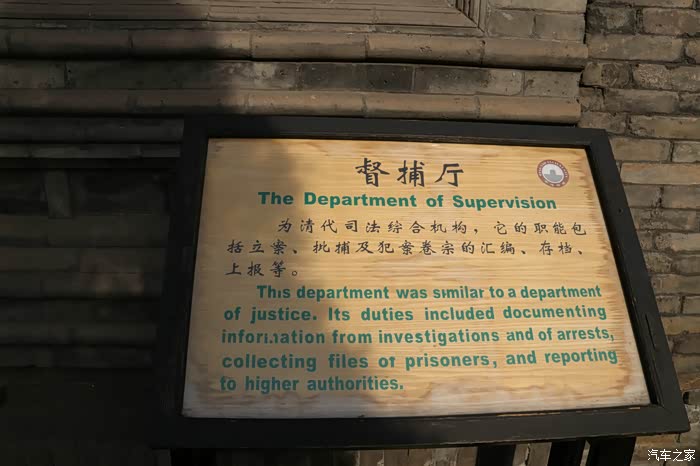 督捕厅
The Department of Supervision
为清代司法综合机构，它的职能包
括立案、批捕及犯案卷宗的汇编、存档、
上报等。
This department was similar to a department
of justice. Its duties included documenting
information from investigations and of arrests,
collecting files of prisoners, and reporting
to higher authorities.
汽车之家